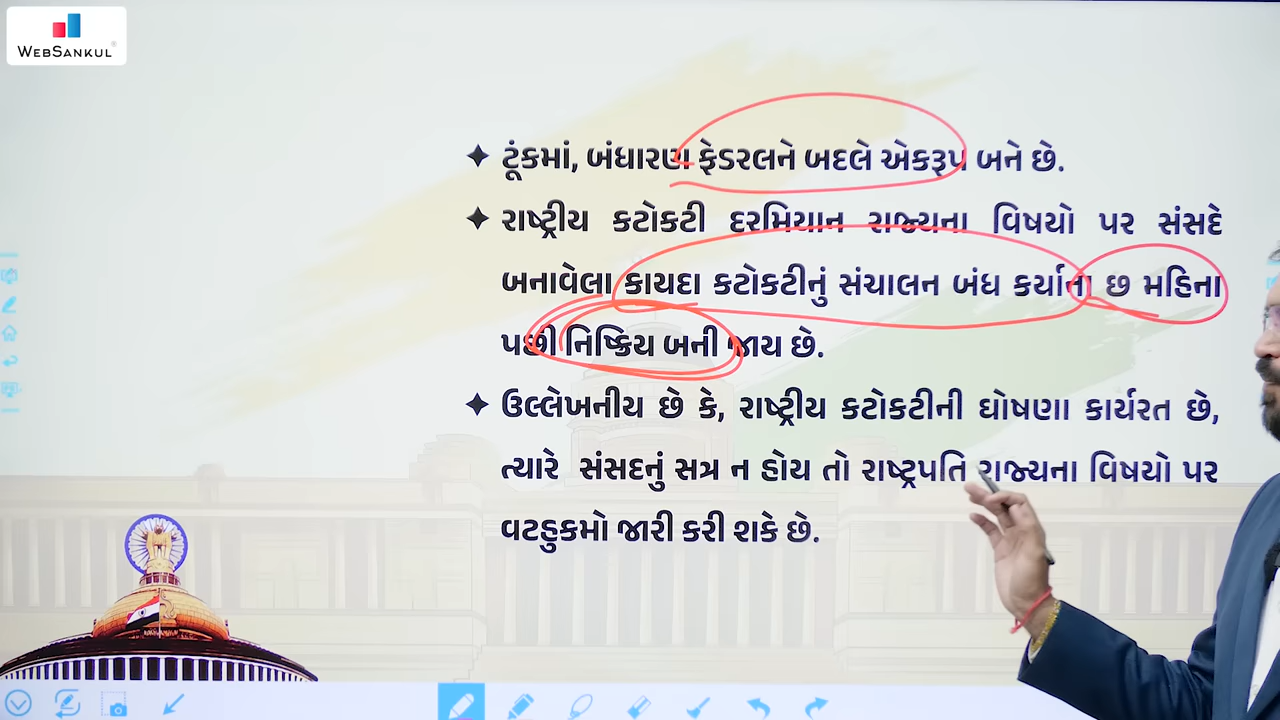 WEBSANKUL
ટૂંકમાં, બંધારણ ફેડરલને બદલે એકરૂપ બને છે.
રાષ્ટ્રીય કટોકટી દરમિયાન રાજ્યના વિષયો પર સંસદે
બનાવેલા કાયદા કટોકટીનું સંચાલન બંધ કર્યાના છ મહિના
પછી નિષ્ક્રિય બની જાય છે.
ઉલ્લેખનીય છે કે, રાષ્ટ્રીય કટોકટીની ઘોષણા કાર્યરત છે,
ત્યારે સંસદનું સત્ર ન હોય તો રાષ્ટ્રપતિ રાજ્યના વિષયો પર
વટહુકમો જારી કરી શકે છે.